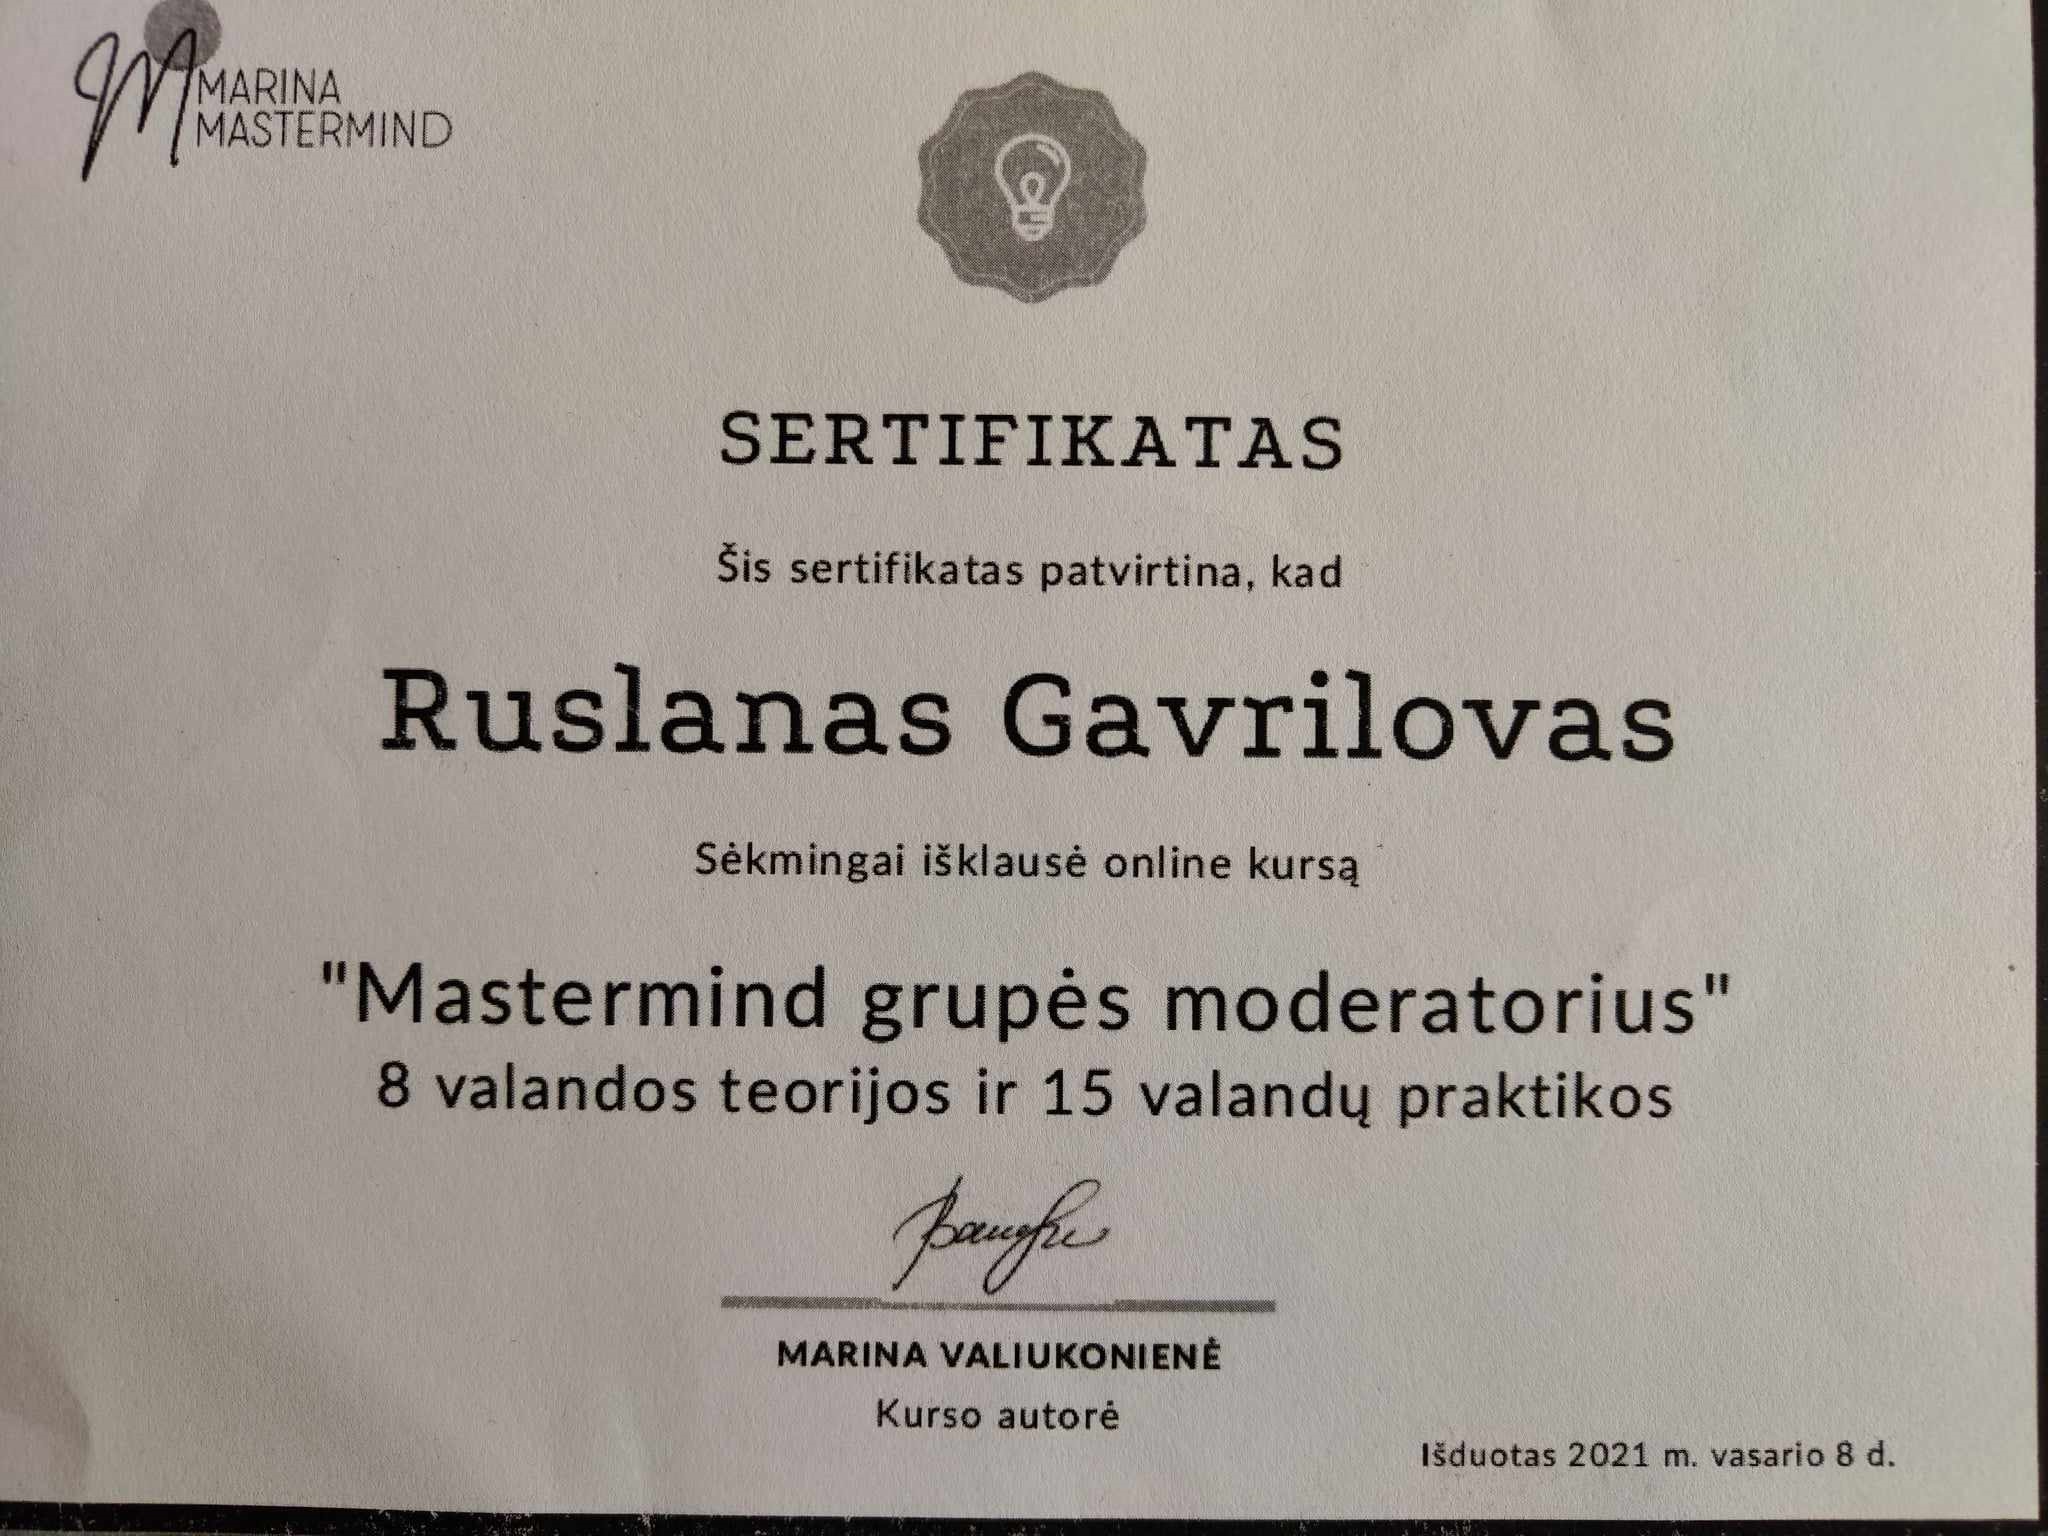 MARINA
MASTERMIND
SERTIFIKATAS
Šis sertifikatas patvirtina, kad
Ruslanas Gavrilovas
Sėkmingai išklausė online kursą
"Mastermind grupės moderatorius"
8 valandos teorijos ir 15 valandų praktikos
MARINA VALIUKONIENĖ
Kurso autorė
Išduotas 2021 m. vasario 8 d.